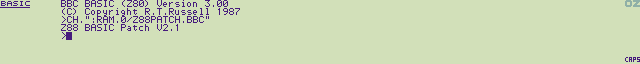 BASIC
BBC BASIC (Z80) Version 3.00
(C) Copyright R.T.Russell 1987
>CH.":RAM.0/Z88PATCH.BBC"
Z88 BASIC Patch V2.1
>
OZ
CAPS